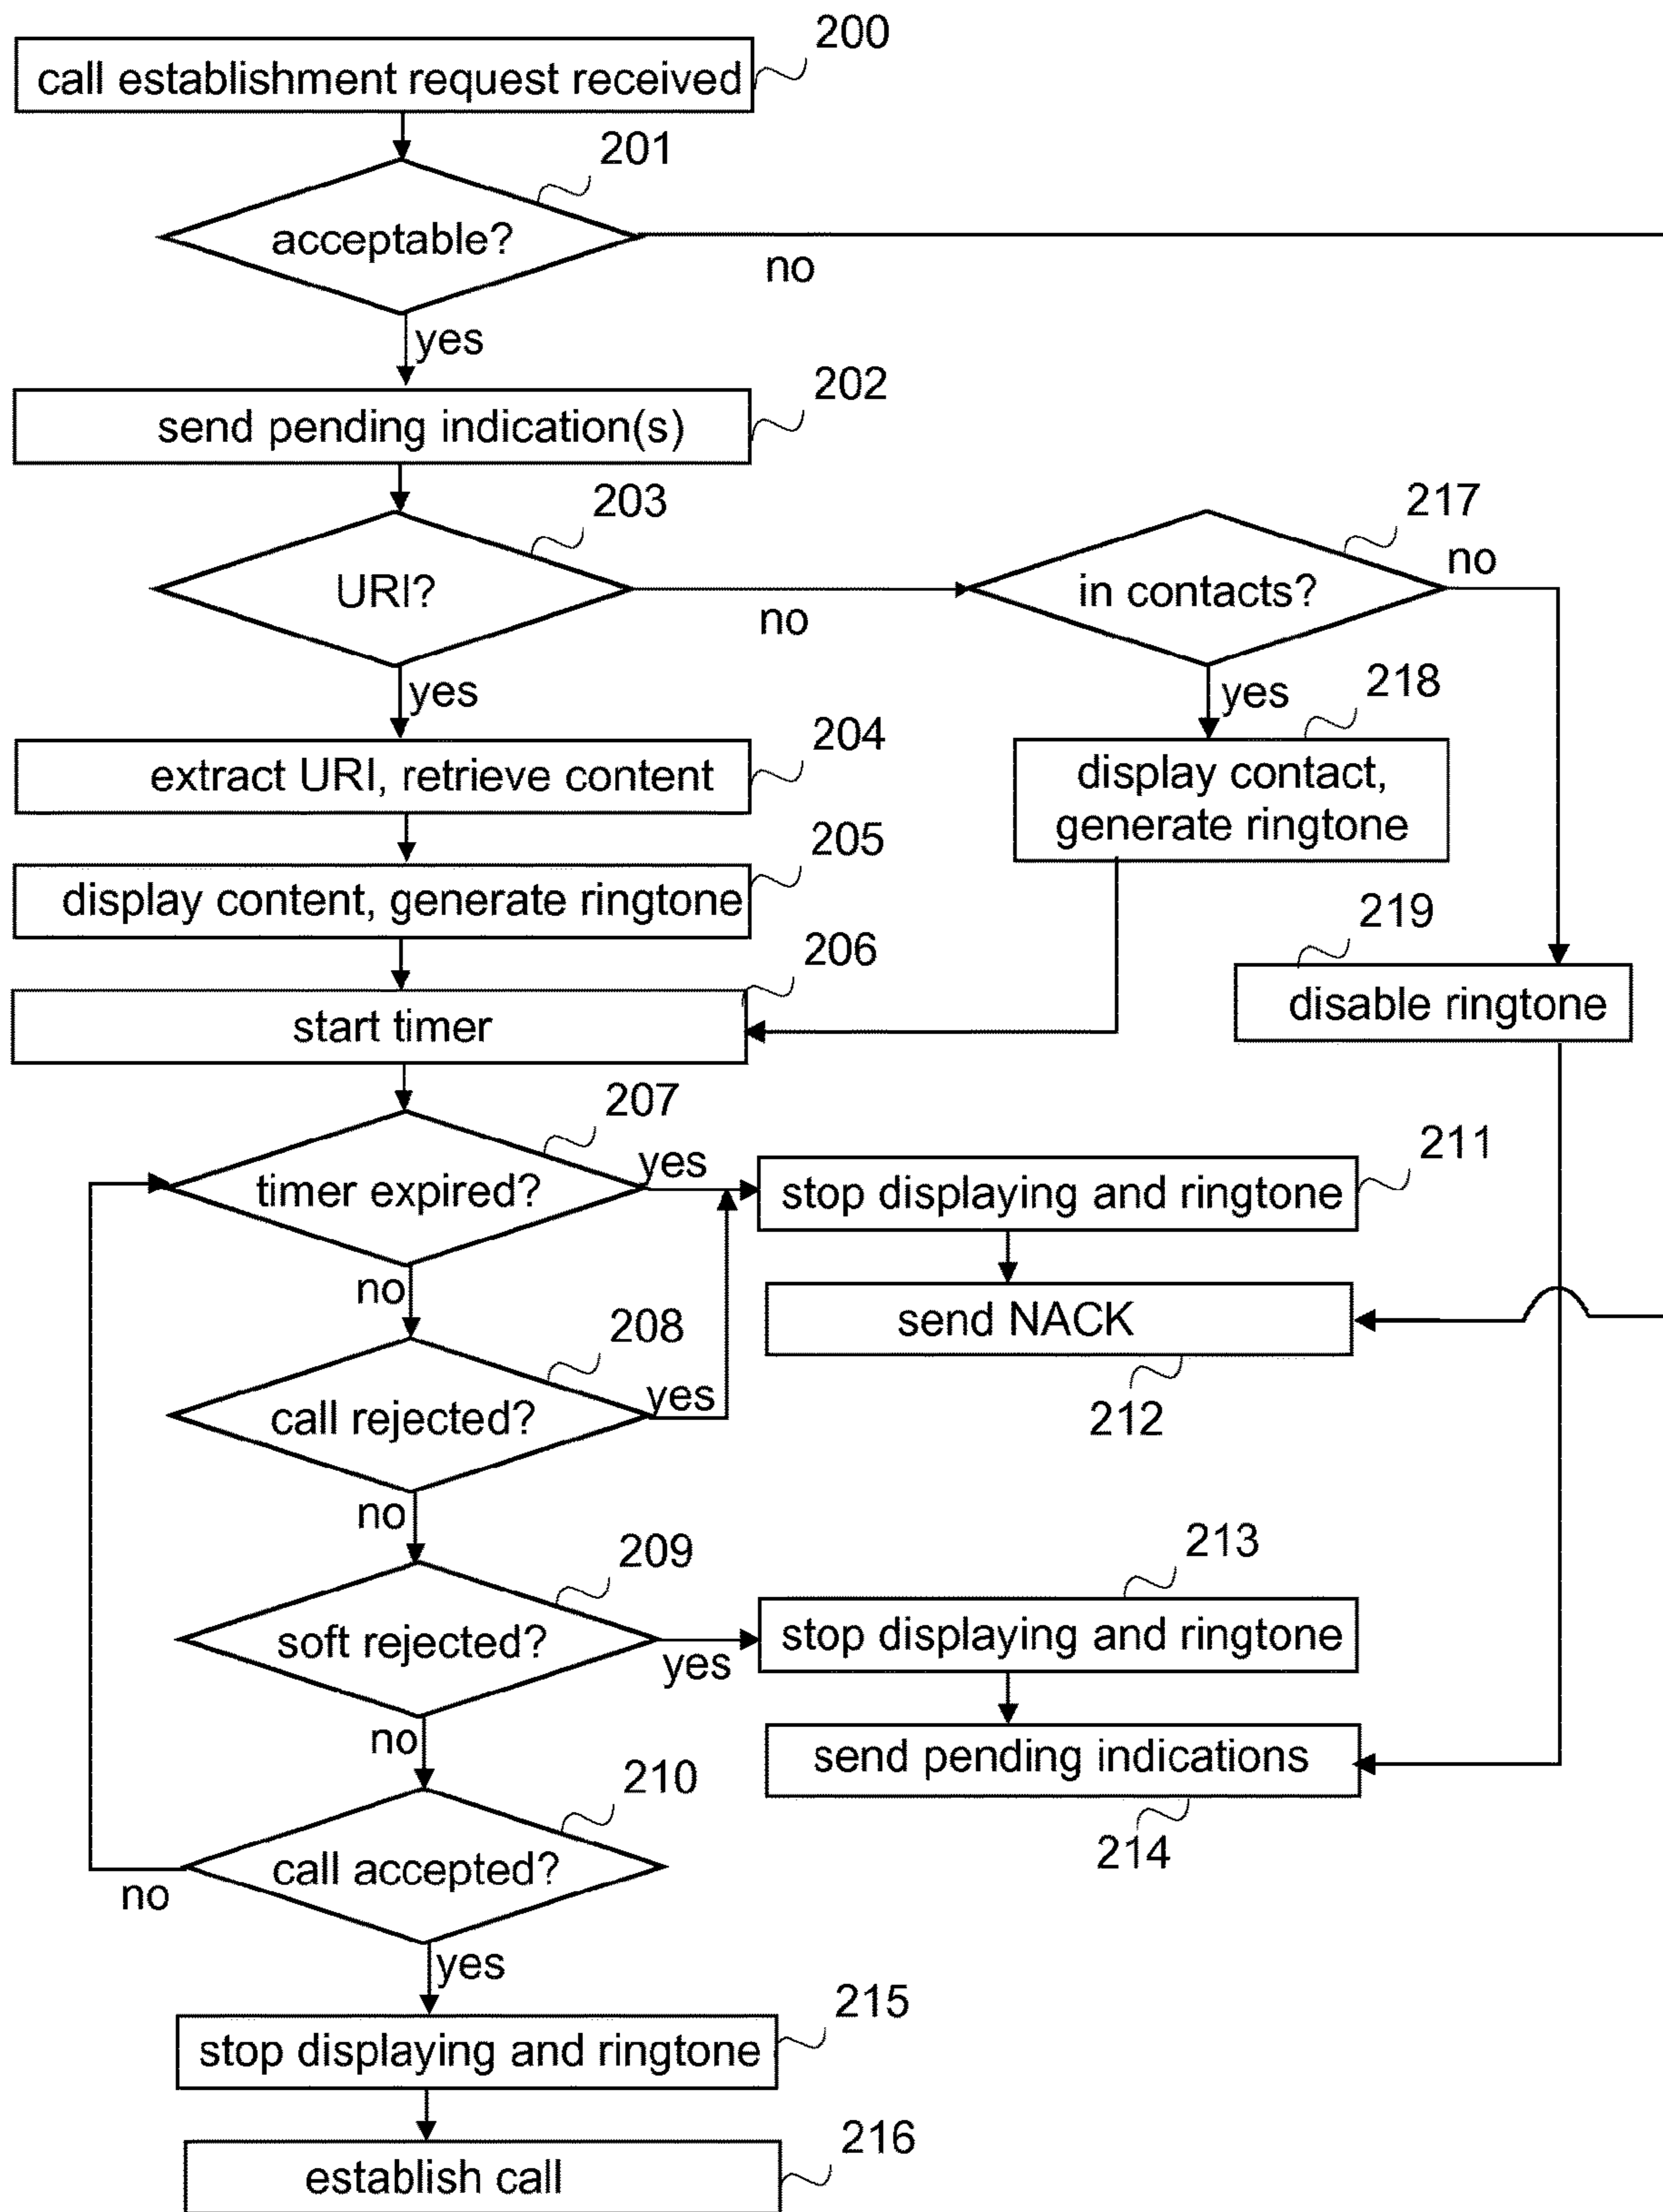 200
call establishment request received
201
acceptable?
no
yes
202
send pending indication(s)
203
217
URI?
no
in contacts?
no
yes
yes
218
204
extract URI, retrieve content
display contact,
generate ringtone
205
display content, generate ringtone
219
206
disable ringtone
start timer
207
timer expired?
yes
211
stop displaying and ringtone
no
send NACK
208
call rejected?
yes
212
no
209
213
soft rejected?
yes
stop displaying and ringtone
no
send pending indications
210
214
call accepted?
no
yes
215
stop displaying and ringtone
216
establish call